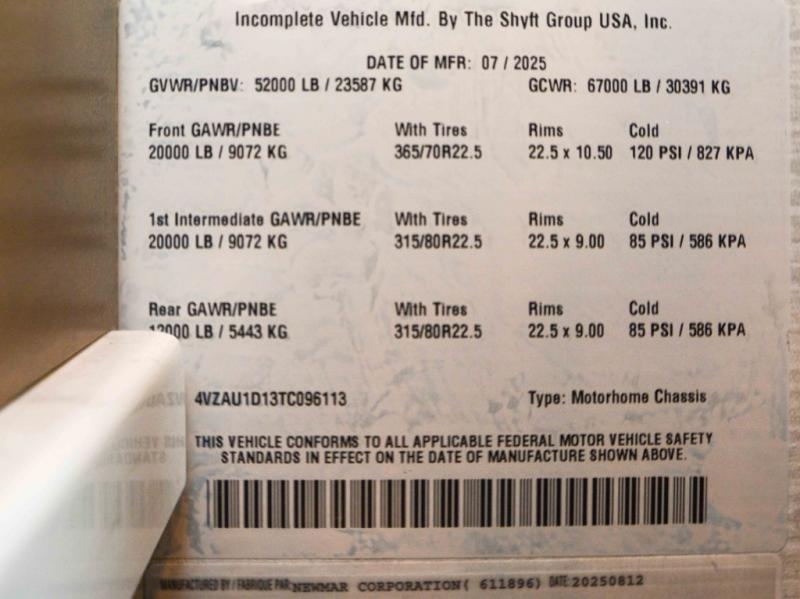 Incomplete Vehicle Mfd. By The Shyft Group USA, Inc.
DATE OF MFR: 07 / 2025
GVWR/PNBV: 52000 LB / 23587 KG GCWR: 67000 LB / 30391 KG
Front GAWR/PNBE With Tires Rims Cold
20000 LB / 9072 KG 365/70R22.5 22.5 x 10.50 120 PSI / 827 KPA
1st Intermediate GAWR/PNBE With Tires Rims Cold
20000 LB / 9072 KG 315/80R22.5 22.5 x 9.00 85 PSI / 586 KPA
Rear GAWR/PNBE With Tires Rims Cold
12000 LB / 5443 KG 315/80R22.5 22.5 x 9.00 85 PSI / 586 KPA
4VZAU1D13TC096113 Type: Motorhome Chassis
THIS VEHICLE CONFORMS TO ALL APPLICABLE FEDERAL MOTOR VEHICLE SAFETY
STANDARDS IN EFFECT ON THE DATE OF MANUFACTURE SHOWN ABOVE.
MANUFACTURED BY / FABRIQUE PAR: NEWMAR CORPORATION( 611896) DATE: 20250812